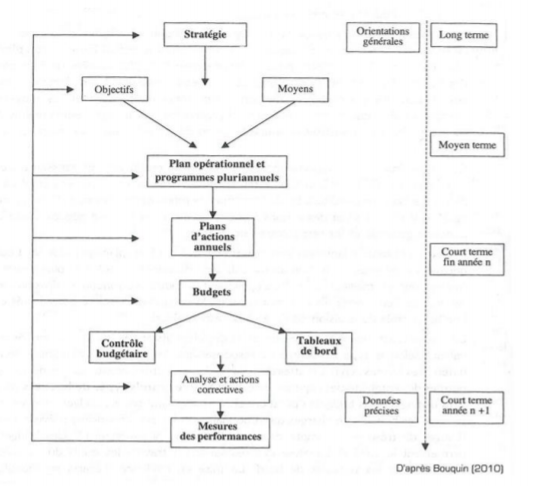 Stratégie
Orientations
générales
Long terme
Objectifs
Moyens
Moyen terme
Plan opérationnel et
programmes pluriannuels
Plans
d'actions
annuels
Court terme
fin année n
Budgets
Contrôle
budgétaire
Tableaux
de bord
Analyse et actions
correctives
Données
précises
Court terme
année n +1
Mesures
des performances
D'après Bouquin (2010)